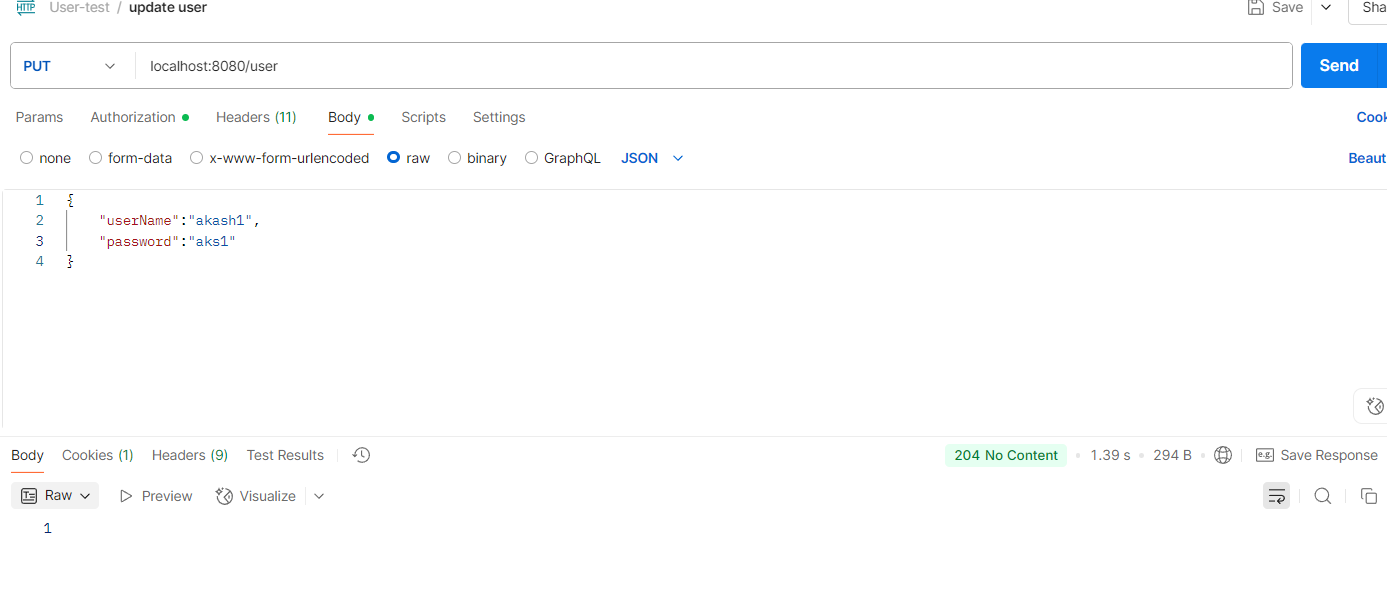 HTTP User-test / update user Save Sha
PUT localhost:8080/user Send
Params Authorization Headers (11) Body Scripts Settings Cook
none form-data x-www-form-urlencoded raw binary GraphQL JSON Beaut
1 {
2 "userName":"akash1",
3 "password":"aks1"
4 }
Body Cookies (1) Headers (9) Test Results 204 No Content 1.39 s 294 B e.g. Save Response
Raw Preview Visualize
1